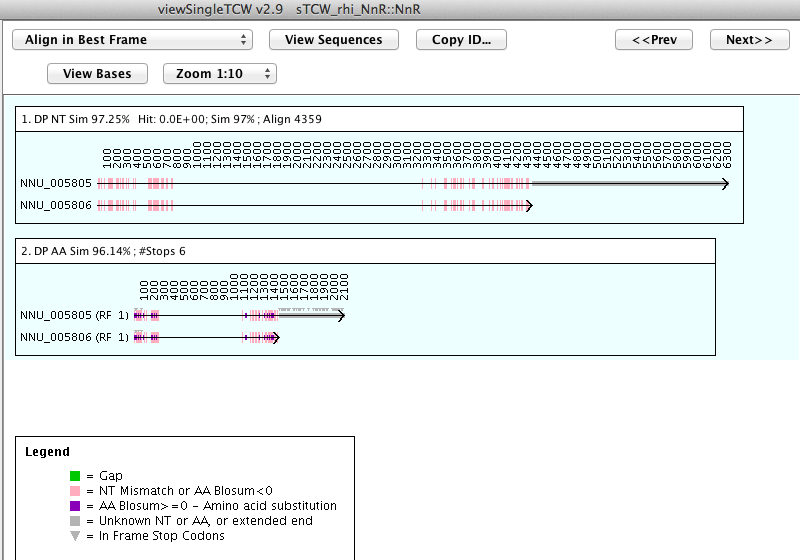 viewSingleTCW v2.9 sTCW_rhi_NnR::NnR
Align in Best Frame View Sequences Copy ID... <<Prev Next>>
View Bases Zoom 1:10
1. DP NT Sim 97.25% Hit: 0.0E+00; Sim 97% ; Align 4359
100 200 300 400 500 600 700 800 900 1000 1100 1200 1300 1400 1500 1600 1700 1800 1900 2000 2100 2200 2300 2400 2500 2600 2700 2800 2900 3000 3100 3200 3300 3400 3500 3600 3700 3800 3900 4000 4100 4200 4300 4400 4500 4600 4700 4800 4900 5000 5100 5200 5300 5400 5500 5600 5700 5800 5900 6000 6100 6200 6300
NNU_005805
NNU_005806
2. DP AA Sim 96.14% ; #Stops 6
100 200 300 400 500 600 700 800 900 1000 1100 1200 1300 1400 1500 1600 1700 1800 1900 2000 2100
NNU_005805 (RF 1)
NNU_005806 (RF 1)
Legend
= Gap
= NT Mismatch or AA Blosum<0
= AA Blosum>=0 - Amino acid substitution
= Unknown NT or AA, or extended end
= In Frame Stop Codons